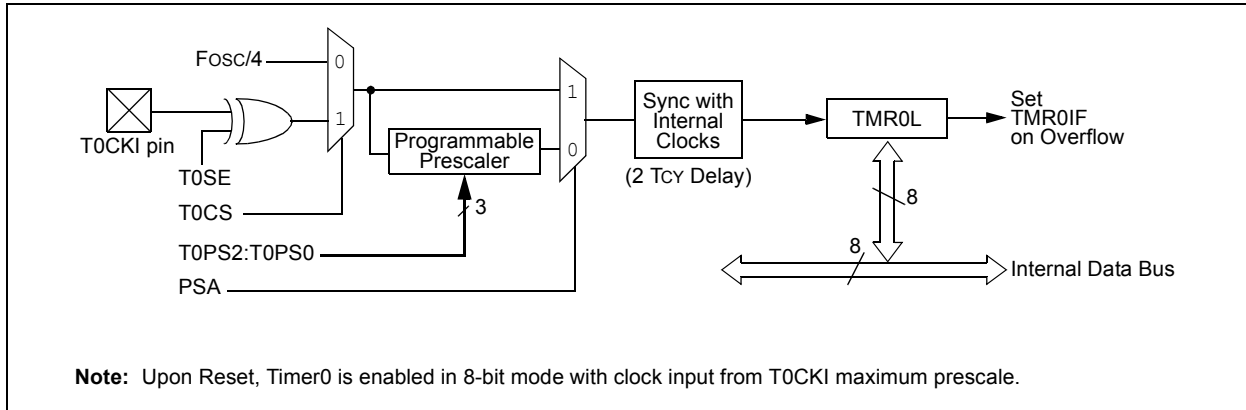 FOSC/4
0
1
T0CKI pin
T0SE
T0CS
Programmable
Prescaler
3
T0PS2:T0PS0
PSA
1
0
Sync with
Internal
Clocks
(2 TCY Delay)
TMR0L
Set
TMR0IF
on Overflow
8
8
Internal Data Bus
Note: Upon Reset, Timer0 is enabled in 8-bit mode with clock input from T0CKI maximum prescale.